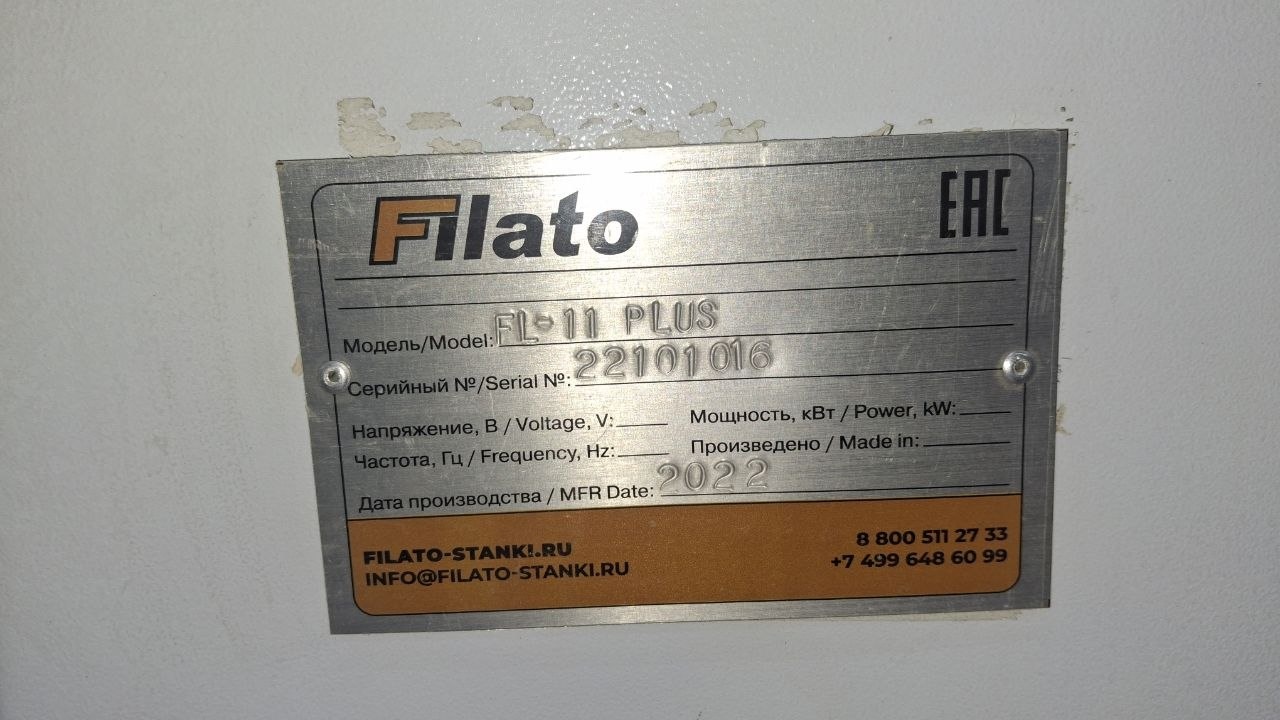 Filato
EAC
Модель/Model: FL-11 PLUS
Серийный №/Serial №: 22101016
Напряжение, В / Voltage, V: Мощность, кВт / Power, kW:
Частота, Гц / Frequency, Hz: Произведено / Made in:
Дата производства / MFR Date: 2022
FILATO-STANKI.RU 8 800 511 27 33
INFO@FILATO-STANKI.RU +7 499 648 60 99